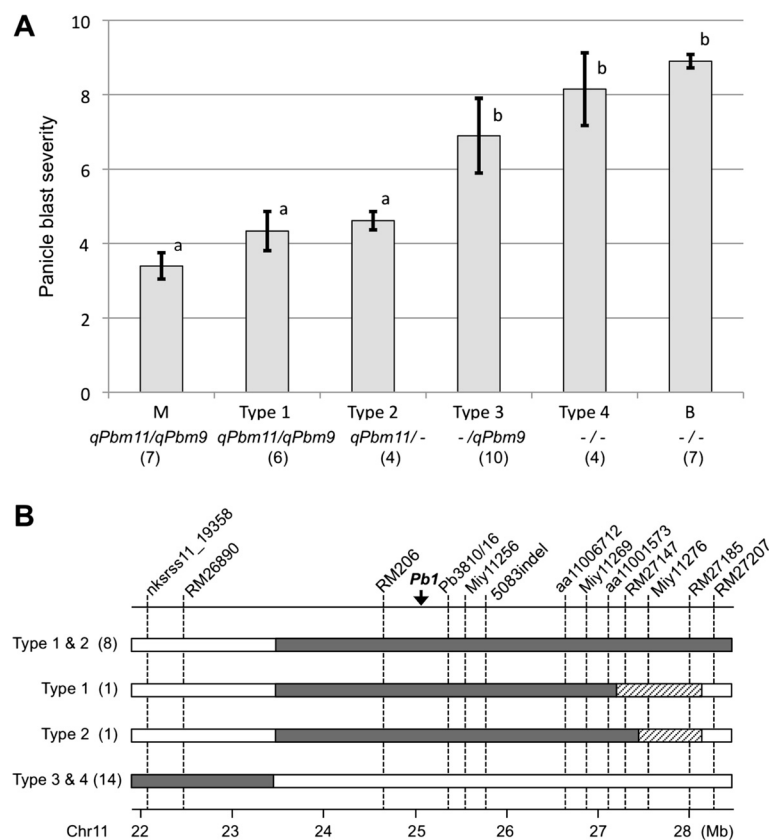 A
Panicle blast severity
10
8
6
4
2
0
a
a
a
b
b
b
M Type 1 Type 2 Type 3 Type 4 B
qPbm11/qPbm9 qPbm11/qPbm9 qPbm11/- -/qPbm9 -/- -/-
(7) (6) (4) (10) (4) (7)
B
nksrss11_19358
RM26890
RM206
Pb1
Pb3810/16
Miy11256
5083indel
aa11006712
Miy11269
aa11001573
RM27147
Miy11276
RM27185
RM27207
Type 1 & 2 (8)
Type 1 (1)
Type 2 (1)
Type 3 & 4 (14)
Chr11 22 23 24 25 26 27 28 (Mb)